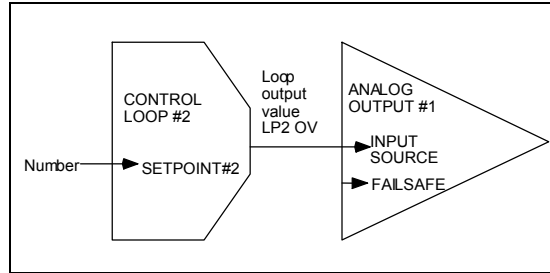 CONTROL
LOOP #2
Number
SETPOINT#2
Loop
output
value
LP2 OV
ANALOG
OUTPUT #1
INPUT
SOURCE
FAILSAFE